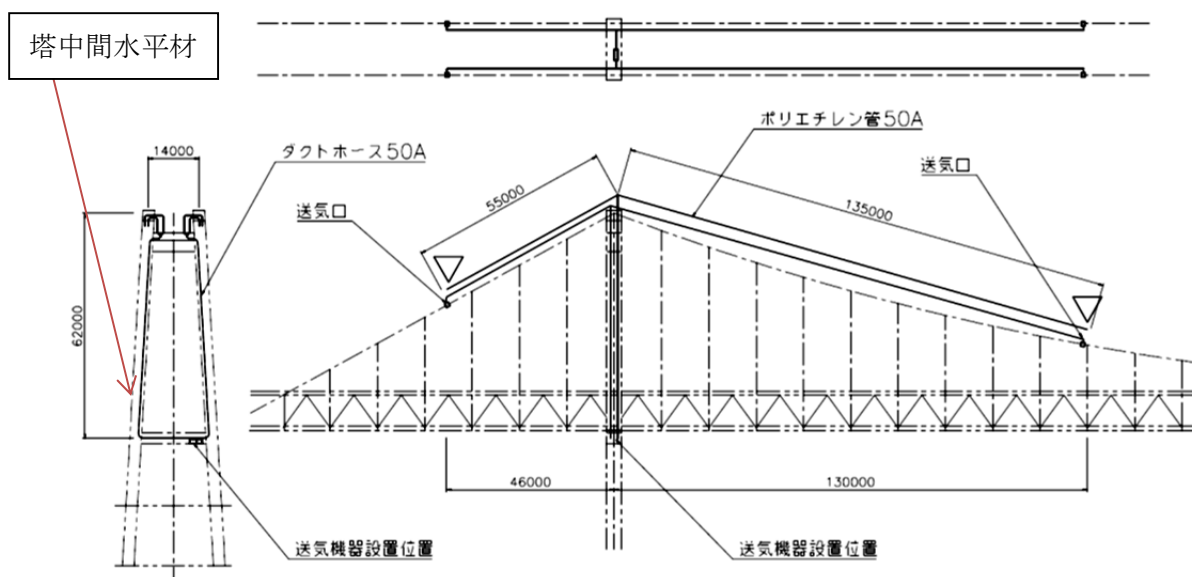 塔中間水平材
14000
ダクトホース50A
62000
送気機器設置位置
ポリエチレン管50A
送気口
55000
135000
送気口
46000
130000
送気機器設置位置